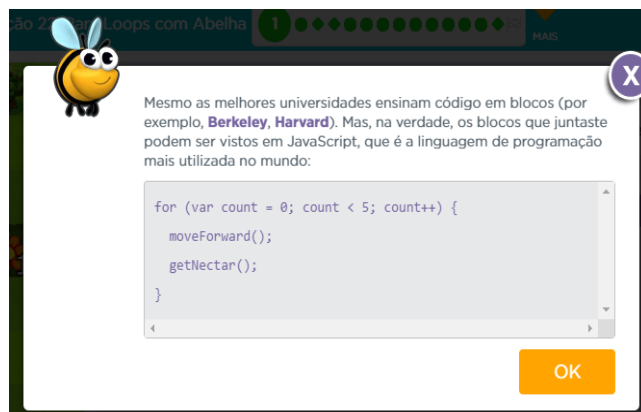 Loops com Abelha 1
MAIS
X
Mesmo as melhores universidades ensinam código em blocos (por
exemplo, Berkeley, Harvard). Mas, na verdade, os blocos que juntaste
podem ser vistos em JavaScript, que é a linguagem de programação
mais utilizada no mundo:
for (var count = 0; count < 5; count++) {
moveForward();
getNectar();
}
OK